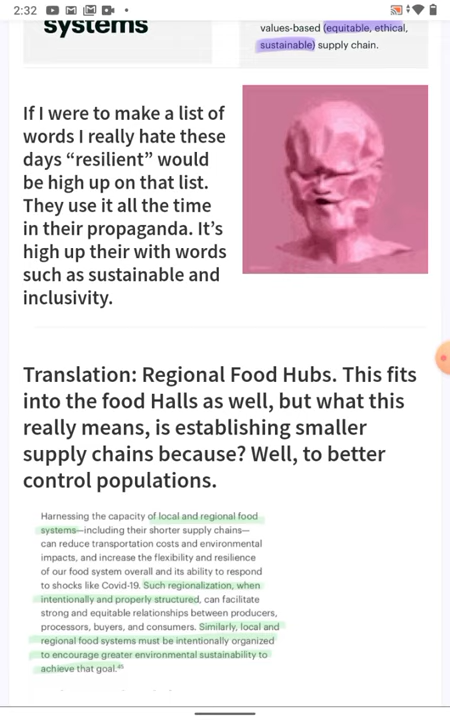 2:32
systems
values-based (equitable, ethical,
sustainable) supply chain.
If I were to make a list of
words I really hate these
days “resilient” would
be high up on that list.
They use it all the time
in their propaganda. It’s
high up their with words
such as sustainable and
inclusivity.
Translation: Regional Food Hubs. This fits
into the food Halls as well, but what this
really means, is establishing smaller
supply chains because? Well, to better
control populations.
Harnessing the capacity of local and regional food
systems—including their shorter supply chains—
can reduce transportation costs and environmental
impacts, and increase the flexibility and resilience
of our food system overall and its ability to respond
to shocks like Covid-19. Such regionalization, when
intentionally and properly structured, can facilitate
strong and equitable relationships between producers,
processors, buyers, and consumers. Similarly, local and
regional food systems must be intentionally organized
to encourage greater environmental sustainability to
achieve that goal.⁴⁵